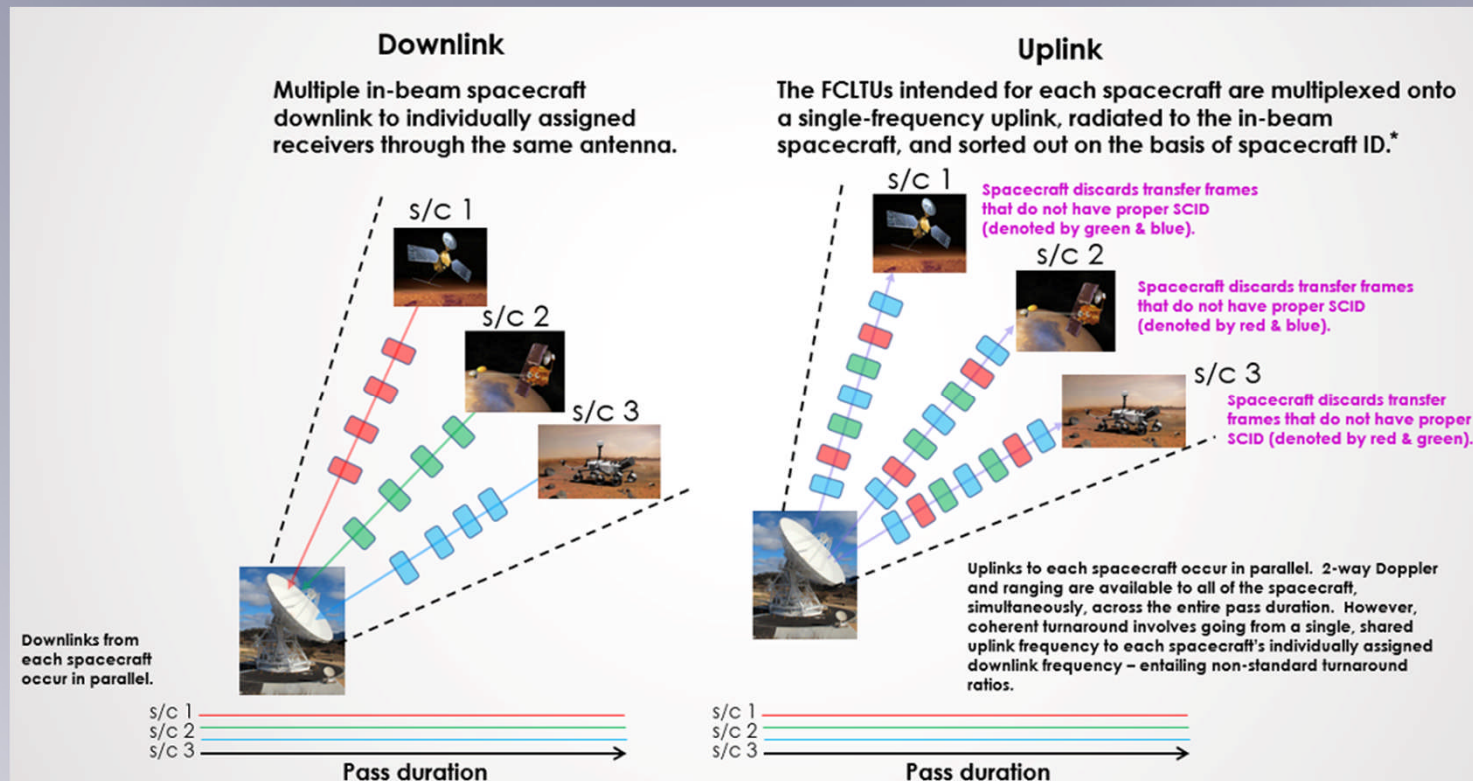 Downlink
Multiple in-beam spacecraft
downlink to individually assigned
receivers through the same antenna.
s/c 1
s/c 2
s/c 3
Downlinks from
each spacecraft
occur in parallel.
s/c 1
s/c 2
s/c 3
Pass duration
Uplink
The FCLTUs intended for each spacecraft are multiplexed onto
a single-frequency uplink, radiated to the in-beam
spacecraft, and sorted out on the basis of spacecraft ID.*
s/c 1
Spacecraft discards transfer frames
that do not have proper SCID
(denoted by green & blue).
s/c 2
Spacecraft discards transfer frames
that do not have proper SCID
(denoted by red & blue).
s/c 3
Spacecraft discards transfer
frames that do not have proper
SCID (denoted by red & green).
Uplinks to each spacecraft occur in parallel. 2-way Doppler
and ranging are available to all of the spacecraft,
simultaneously, across the entire pass duration. However,
coherent turnaround involves going from a single, shared
uplink frequency to each spacecraft's individually assigned
downlink frequency – entailing non-standard turnaround
ratios.
s/c 1
s/c 2
s/c 3
Pass duration